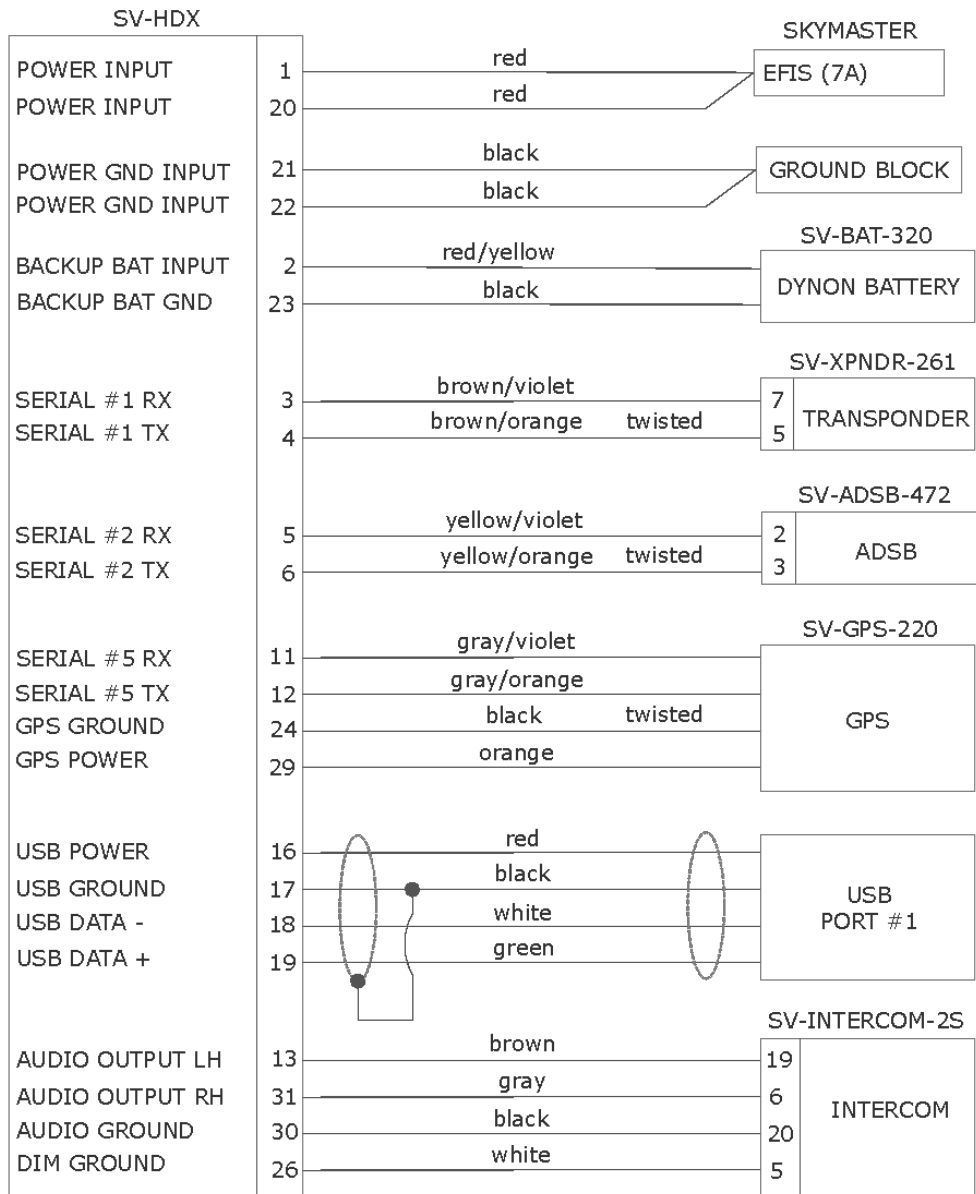 SV-HDX
SKYMASTER
POWER INPUT 1 red EFIS (7A)
POWER INPUT 20 red
POWER GND INPUT 21 black GROUND BLOCK
POWER GND INPUT 22 black
SV-BAT-320
BACKUP BAT INPUT 2 red/yellow DYNON BATTERY
BACKUP BAT GND 23 black
SV-XPNDR-261
SERIAL #1 RX 3 brown/violet 7 TRANSPONDER
SERIAL #1 TX 4 brown/orange twisted 5
SV-ADSB-472
SERIAL #2 RX 5 yellow/violet 2 ADSB
SERIAL #2 TX 6 yellow/orange twisted 3
SV-GPS-220
SERIAL #5 RX 11 gray/violet
SERIAL #5 TX 12 gray/orange
GPS GROUND 24 black twisted GPS
GPS POWER 29 orange
USB POWER 16 red
USB GROUND 17 black USB
USB DATA - 18 white PORT #1
USB DATA + 19 green
SV-INTERCOM-2S
AUDIO OUTPUT LH 13 brown 19
AUDIO OUTPUT RH 31 gray 6 INTERCOM
AUDIO GROUND 30 black 20
DIM GROUND 26 white 5